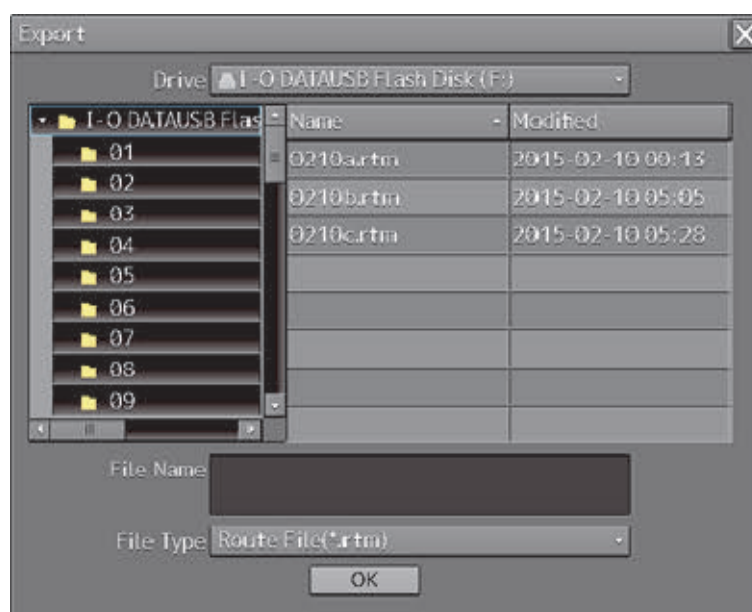 Export
Drive I-O DATAUSB Flash Disk (F:)
I-O DATAUSB Flas
Name Modified
01
02
03
04
05
06
07
08
09
0210a.rtm 2015-02-10 00:13
0210b.rtm 2015-02-10 05:05
0210c.rtm 2015-02-10 05:28
File Name
File Type Route File(*.rtm)
OK